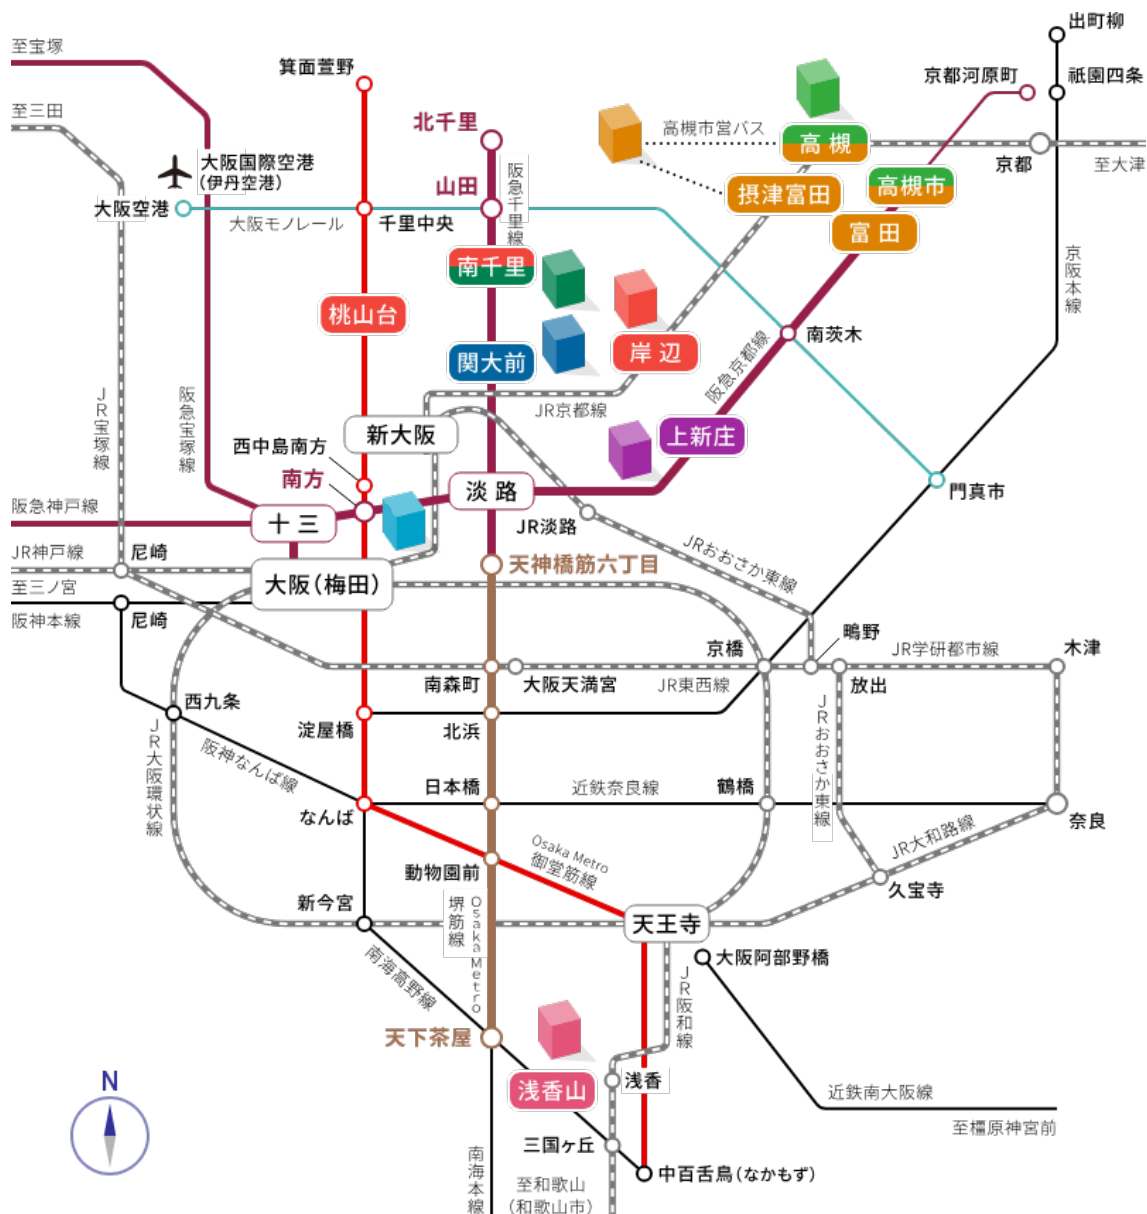 出町柳
至宝塚
箕面萱野
京都河原町
祇園四条
至三田
北千里
高槻市営バス
高槻
京都
至大津
大阪国際空港
（伊丹空港）
阪急千里線
山田
摂津富田
高槻市
大阪空港
大阪モノレール
千里中央
富田
京阪本線
南千里
桃山台
南茨木
関大前
岸辺
阪急京都線
JR宝塚線
阪急宝塚線
JR京都線
新大阪
上新庄
西中島南方
南方
淡路
門真市
阪急神戸線
十三
JR淡路
JRおおさか東線
JR神戸線
尼崎
天神橋筋六丁目
至三ノ宮
大阪（梅田）
阪神本線
尼崎
鴫野
京橋
JR学研都市線
木津
南森町
大阪天満宮
JR東西線
放出
西九条
淀屋橋
北浜
JRおおさか東線
JR大阪環状線
阪神なんば線
日本橋
近鉄奈良線
鶴橋
なんば
奈良
Osaka Metro
御堂筋線
JR大和路線
動物園前
久宝寺
新今宮
Osaka Metro
堺筋線
天王寺
南海高野線
大阪阿部野橋
JR阪和線
天下茶屋
N
浅香山
浅香
近鉄南大阪線
至橿原神宮前
三国ヶ丘
南海本線
中百舌鳥（なかもず）
至和歌山
（和歌山市）